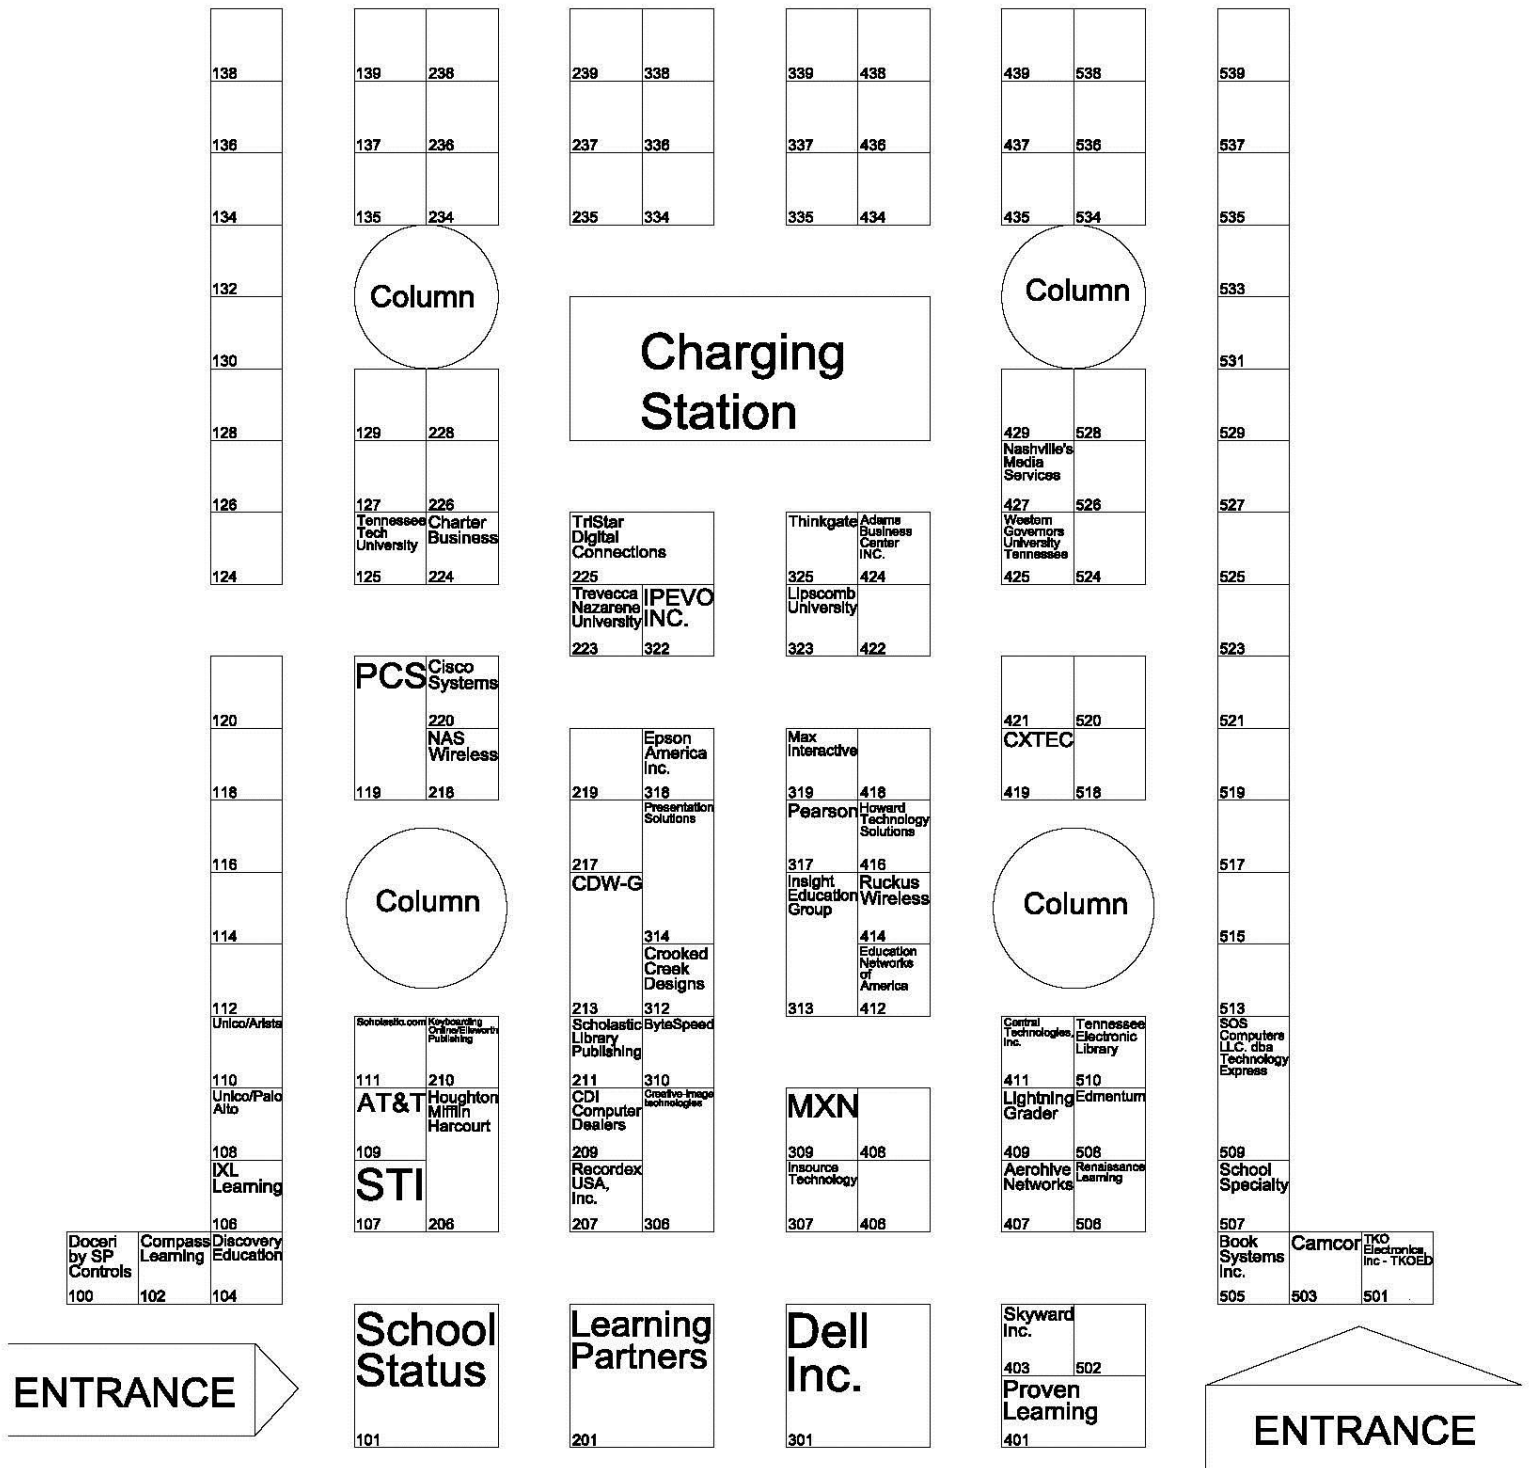 138 139 238 239 338 339 438 439 538 539
136 137 236 237 336 337 436 437 536 537
134 135 234 235 334 335 434 435 534 535
Column
Column
132 533
Charging
Station
130 531
128 129 228 429 528 529
Nashville's
Media
Services
126 127 226 427 526 527
Tennessee
Tech
University
125
Charter
Business
224
TriStar
Digital
Connections
225
Thinkgate
325
Adams
Business
Center
INC.
424
Western
Governors
University
Tennessee
425
124 524 525
Trevecca
Nazarene
University
223
IPEVO
INC.
322
Lipscomb
University
323
422 523
PCS
119
Cisco
Systems
220
120 421 520 521
NAS
Wireless
218
219
Epson
America
Inc.
318
Max
Interactive
319
418
CXTEC
419
518 519
118
Presentation
Solutions
314
Pearson
317
Howard
Technology
Solutions
416
116 217 517
Column
CDW-G
213
Insight
Education
Group
313
Ruckus
Wireless
414
Column
114 515
Crooked
Creek
Designs
312
Education
Networks
of
America
412
112 513
Unico/Arista
110
Scholastic.com
111
Keyboarding
Online/Ellsworth
Publishing
210
Scholastic
Library
Publishing
211
ByteSpeed
310
Central
Technologies,
Inc.
411
Tennessee
Electronic
Library
510
SOS
Computers
LLC. dba
Technology
Express
509
Unico/Palo
Alto
108
AT&T
109
Houghton
Mifflin
Harcourt
206
CDI
Computer
Dealers
209
Creative-Image
technologies
306
MXN
309
408
Lightning
Grader
409
Edmentum
508
IXL
Learning
106
STI
107
Recordex
USA,
Inc.
207
Insource
Technology
307
406
Aerohive
Networks
407
Renaissance
Learning
506
School
Specialty
507
Doceri
by SP
Controls
100
Compass
Learning
102
Discovery
Education
104
Book
Systems
Inc.
505
Camcor
503
TKO
Electronics,
Inc - TKOED
501
ENTRANCE
School
Status
101
Learning
Partners
201
Dell
Inc.
301
Skyward
Inc.
403
502
Proven
Learning
401
ENTRANCE